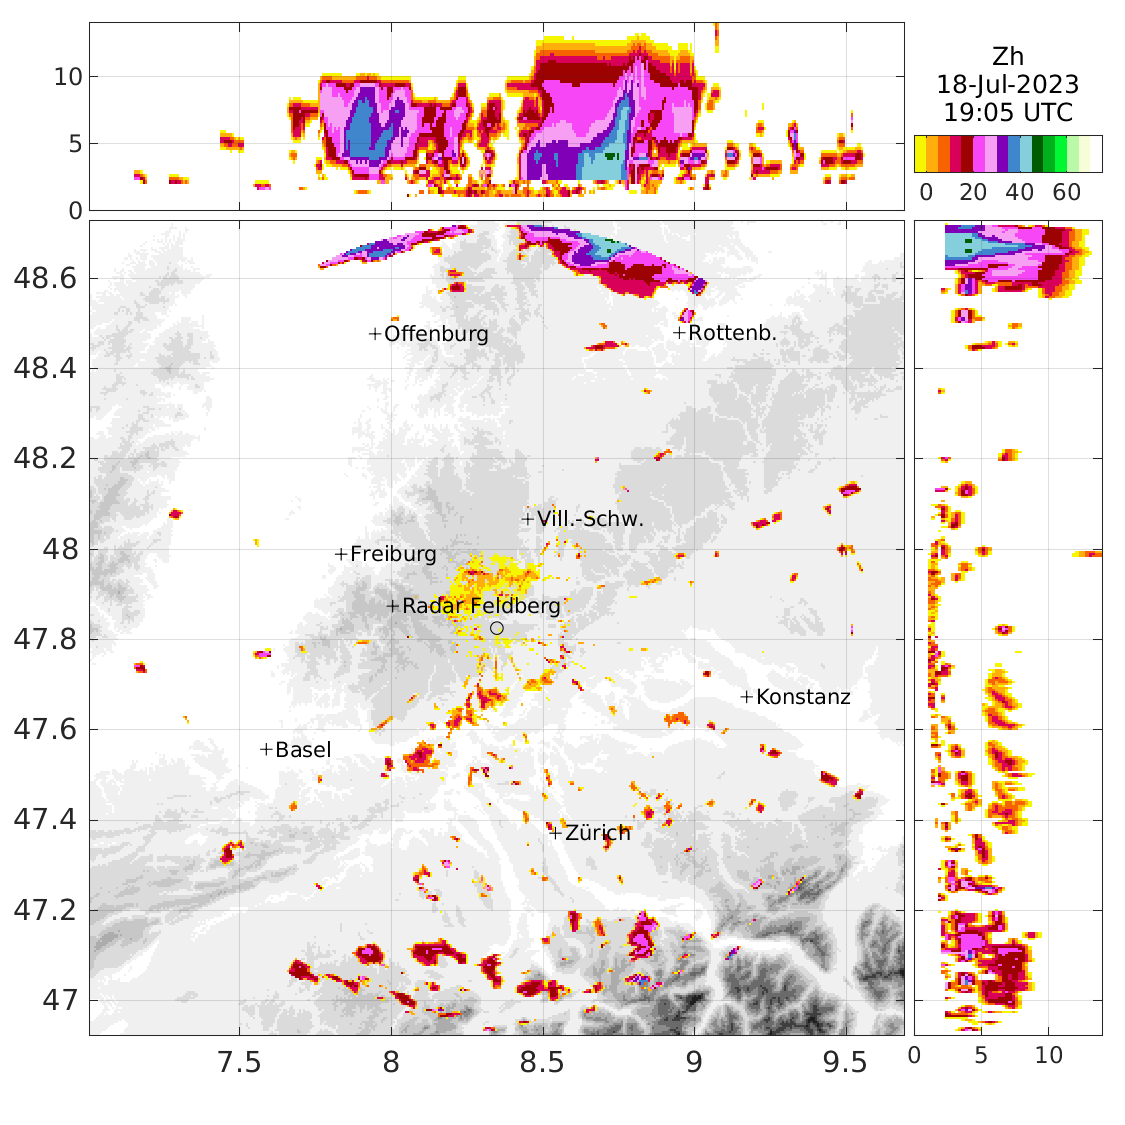 10
5
0
Zh
18-Jul-2023
19:05 UTC
0 20 40 60
48.6
48.4
48.2
48
47.8
47.6
47.4
47.2
47
Offenburg
Rottenb.
Vill.-Schw.
Freiburg
Radar Feldberg
Konstanz
Basel
Zürich
7.5 8 8.5 9 9.5
0 5 10